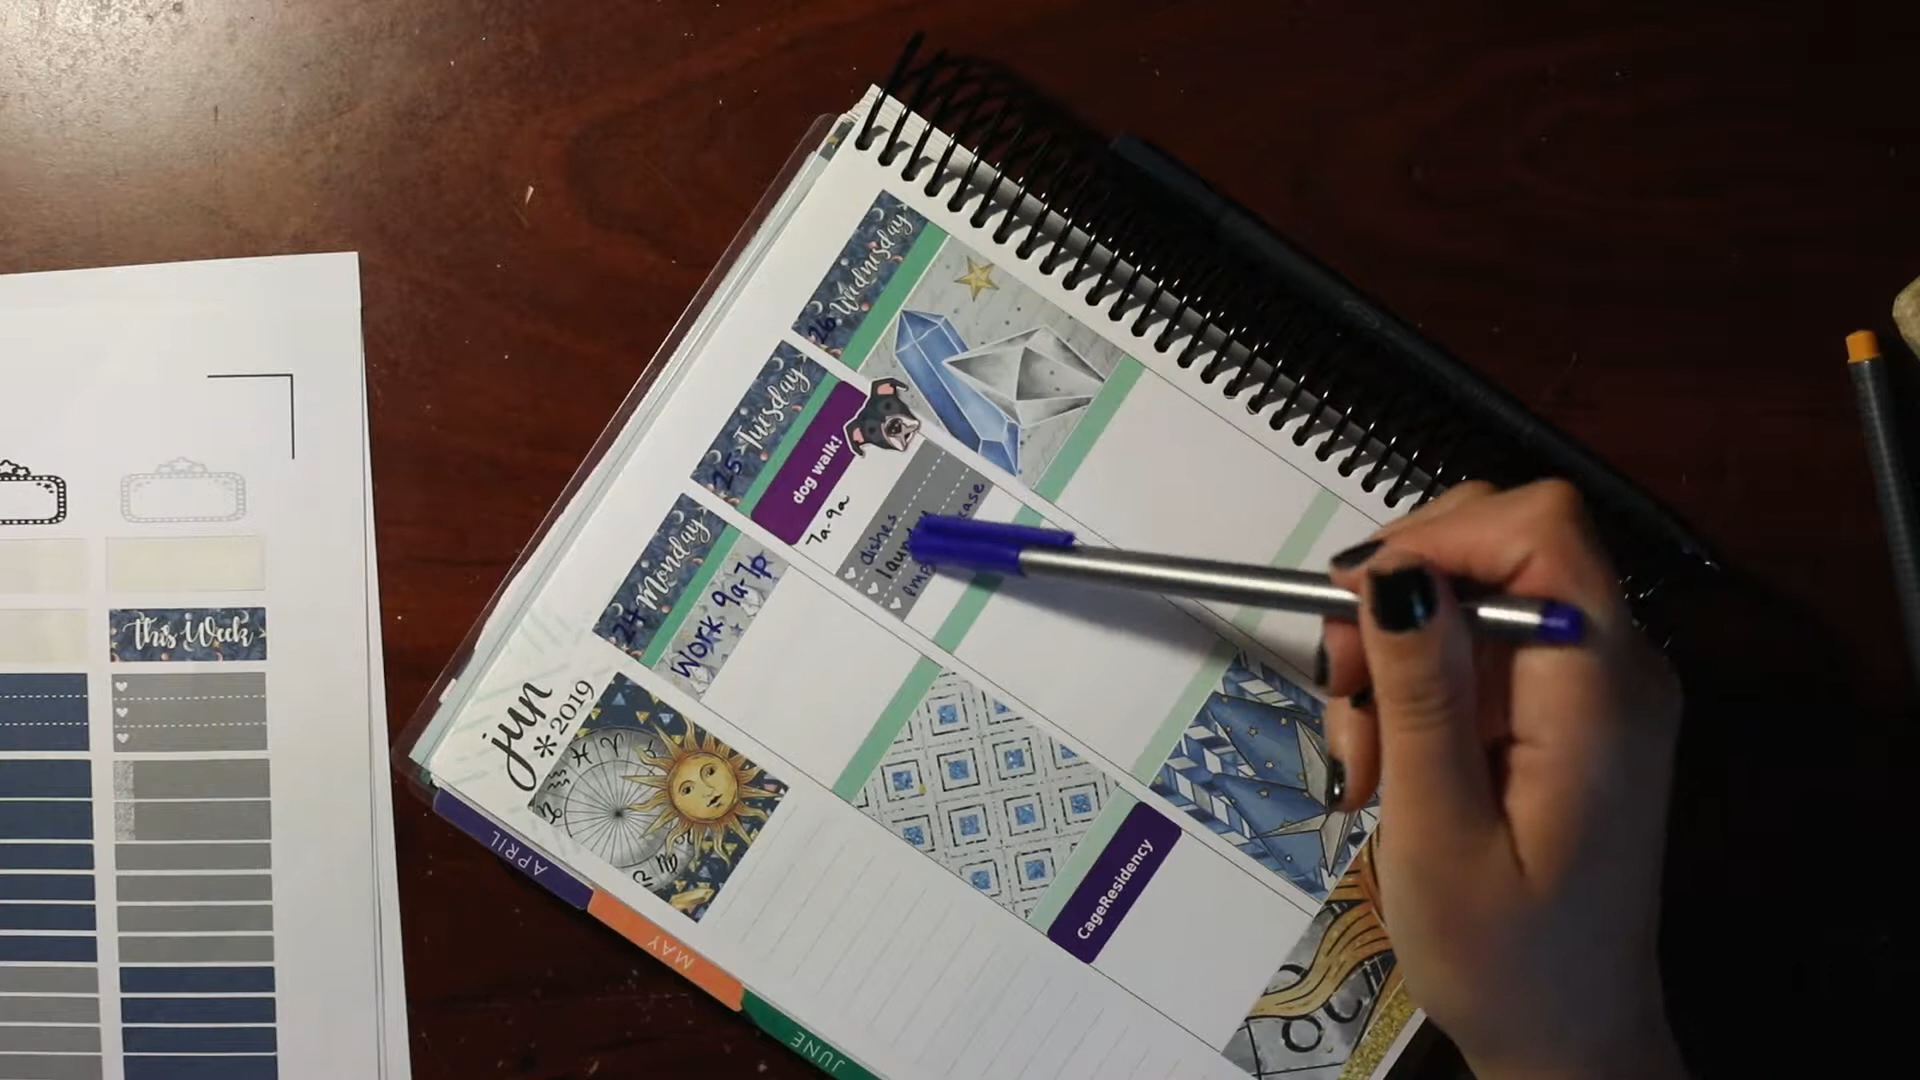 jun
*2019
24 Monday
Work 9a-7p
25 Tuesday
dog walk!
7a-9a
dishes
26 Wednesday
CageResidency
APRIL
MAY
JUNE
This Week